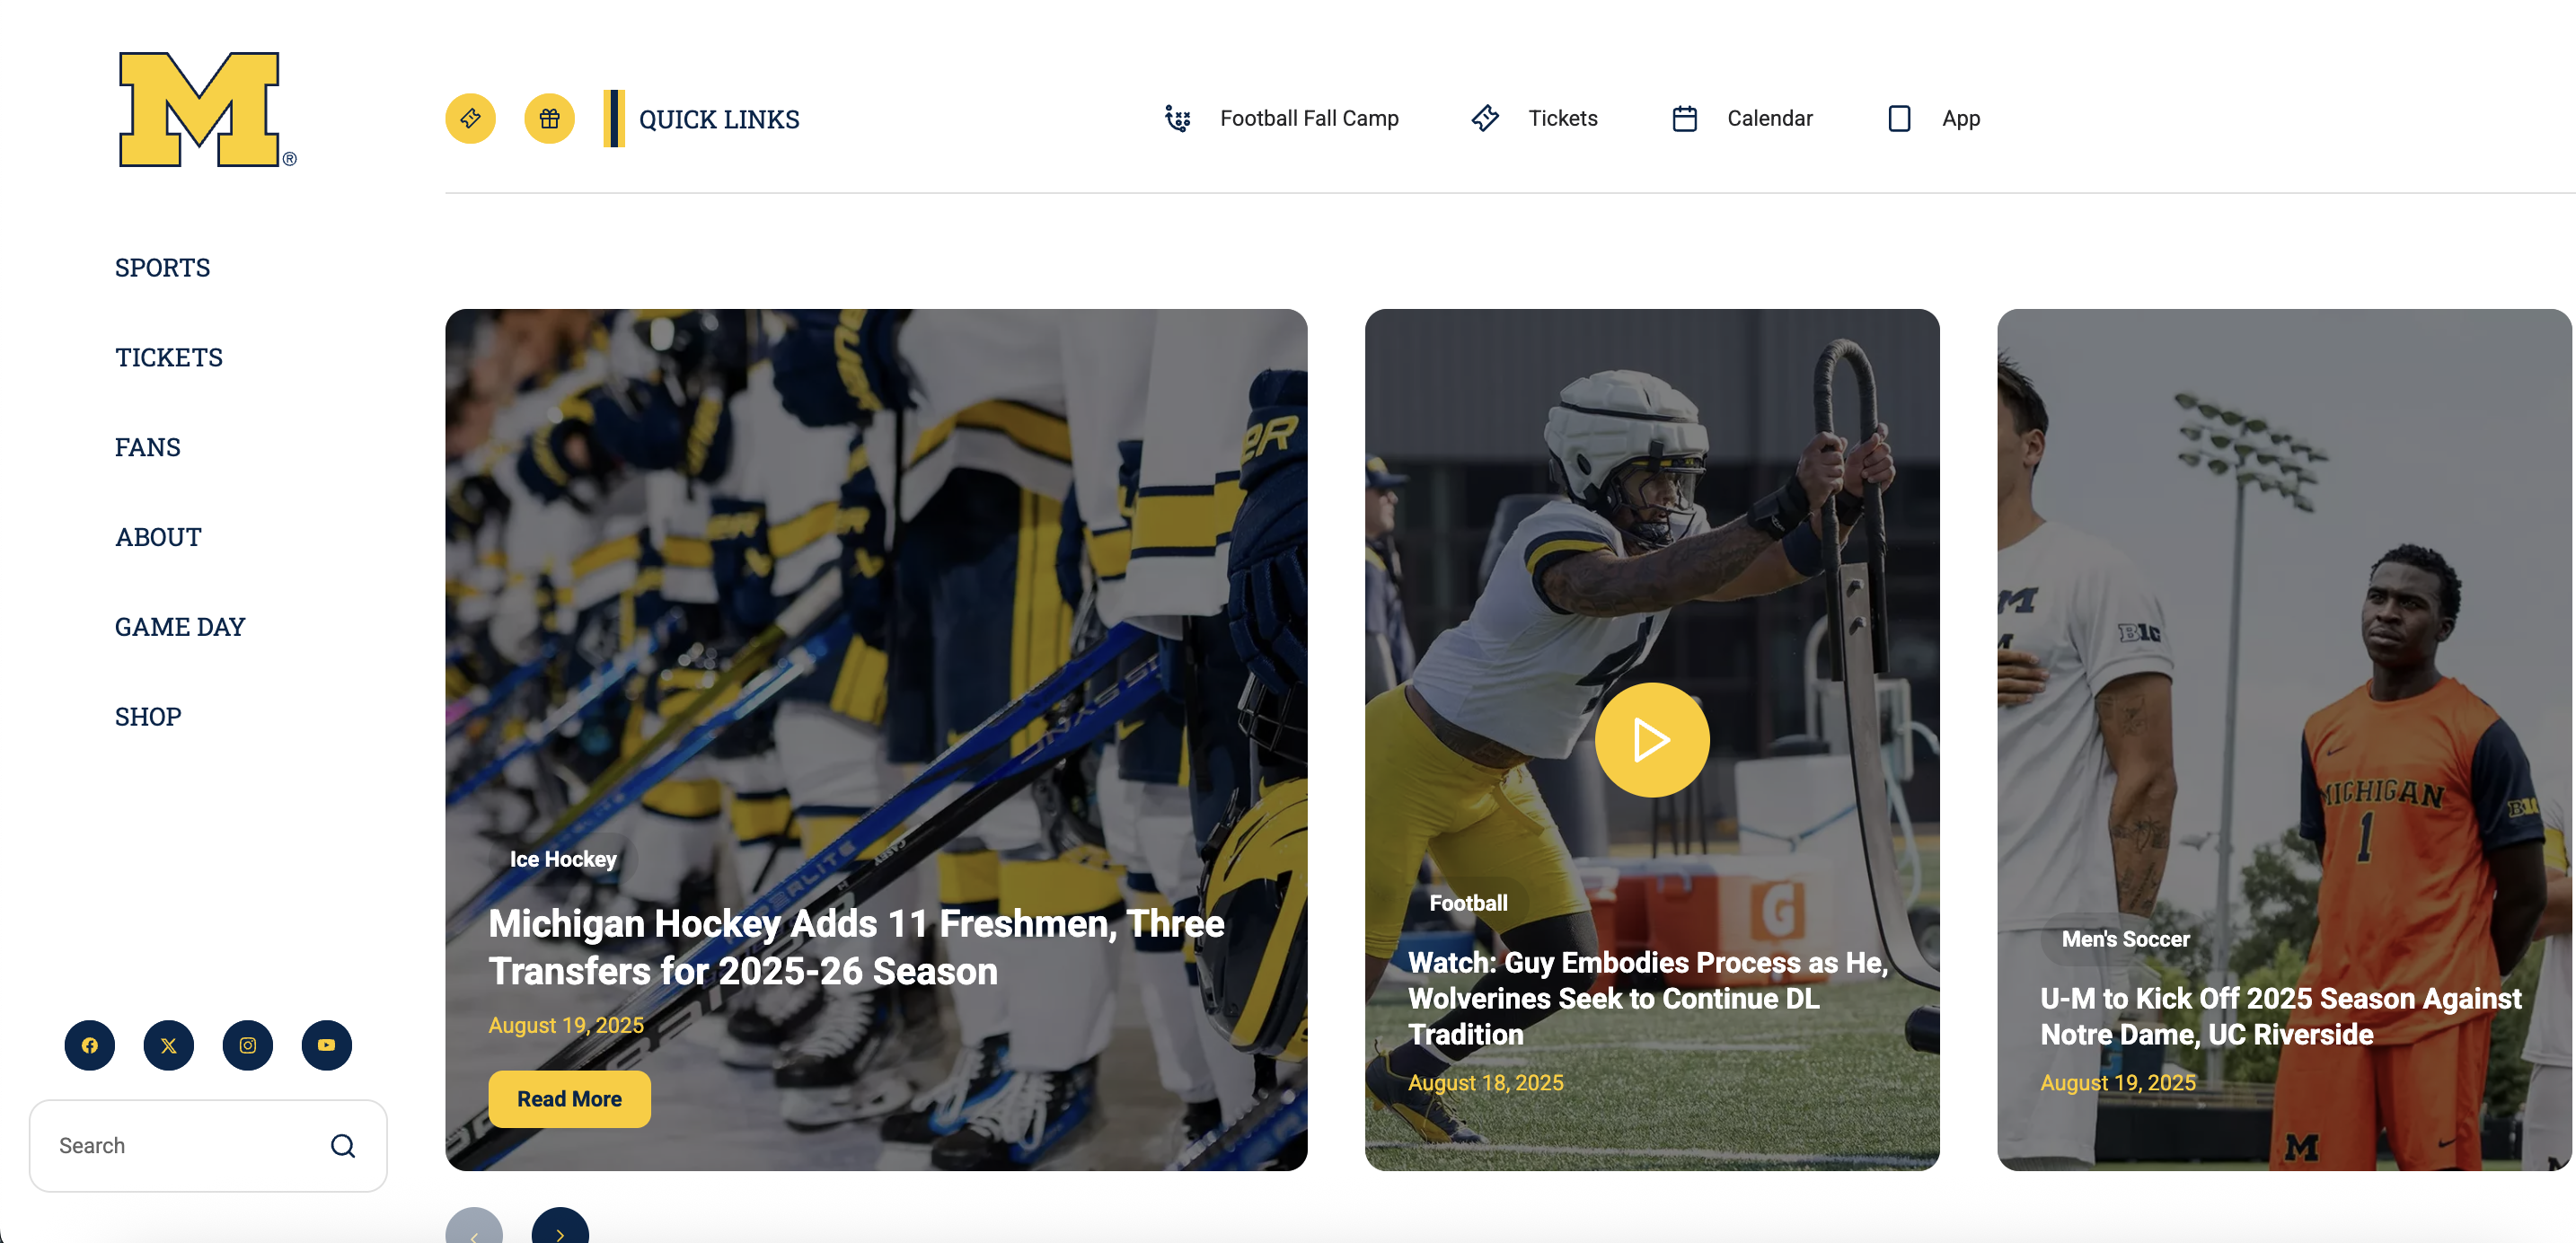 M
®
QUICK LINKS
Football Fall Camp
Tickets
Calendar
App
SPORTS
TICKETS
FANS
ABOUT
GAME DAY
SHOP
Search
Ice Hockey
Michigan Hockey Adds 11 Freshmen, Three
Transfers for 2025-26 Season
August 19, 2025
Read More
G
Football
Watch: Guy Embodies Process as He,
Wolverines Seek to Continue DL
Tradition
August 18, 2025
M
B1G
MICHIGAN
1
Men's Soccer
U-M to Kick Off 2025 Season Against
Notre Dame, UC Riverside
August 19, 2025
M